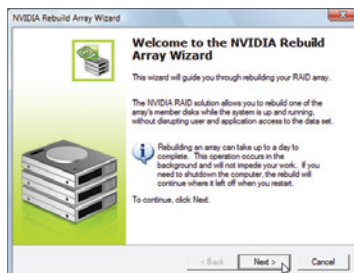 NVIDIA Rebuild Array Wizard
Welcome to the NVIDIA Rebuild
Array Wizard
This wizard will guide you through rebuilding your RAID array.
The NVIDIA RAID solution allows you to rebuild one of the
array's member disks while the system is up and running,
without disrupting user and application access to the data set.
Rebuilding an array can take up to a day to
complete. This operation occurs in the
background and will not impede your work. If you
need to shutdown the computer, the rebuild will
continue where it left off when you restart.
To continue, click Next.
< Back
Next >
Cancel